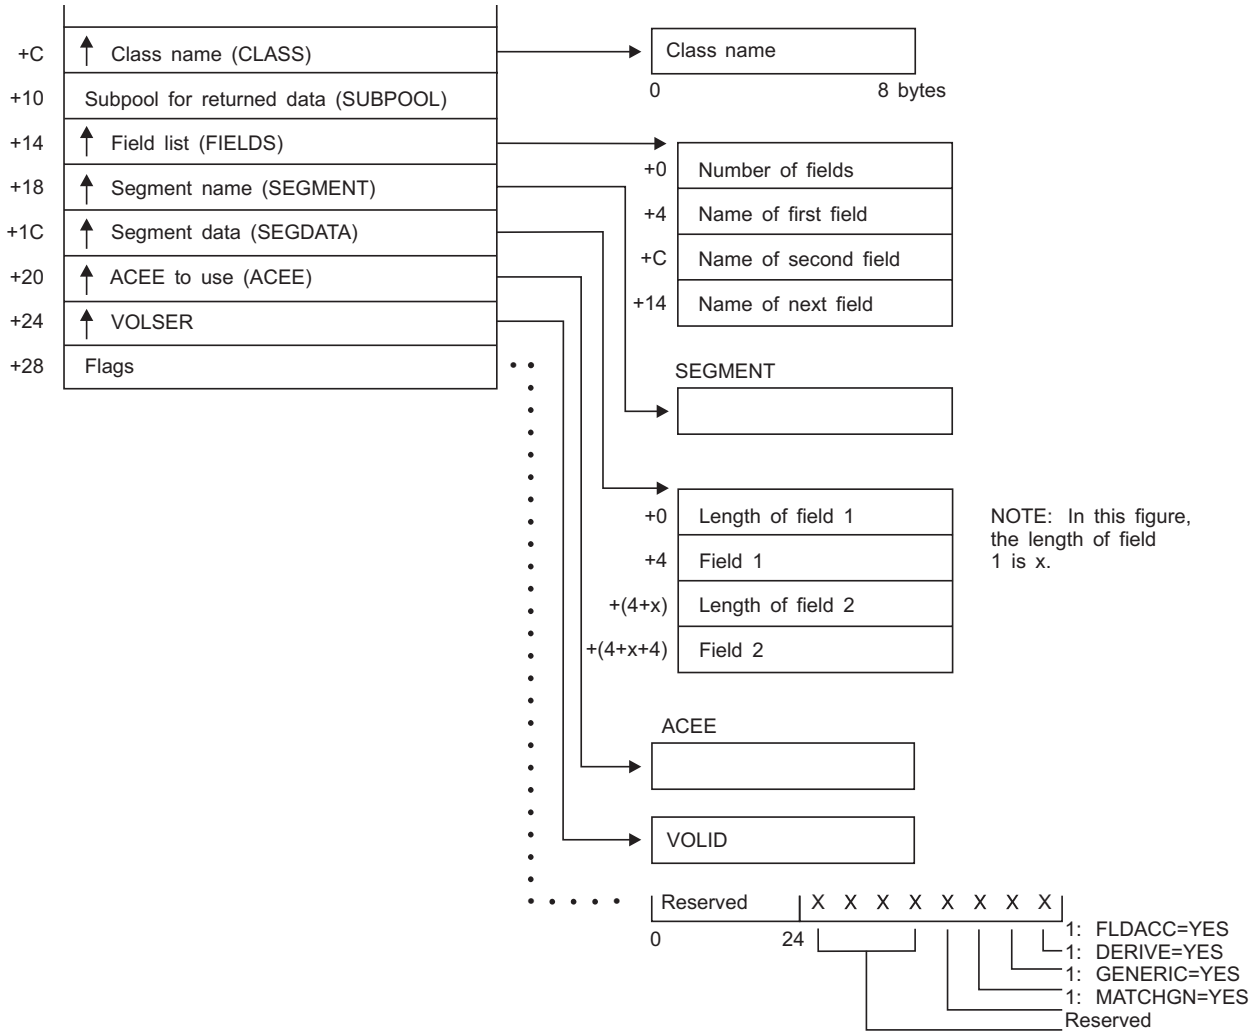 +C ↑ Class name (CLASS)
Class name
0 8 bytes
+10 Subpool for returned data (SUBPOOL)
+14 ↑ Field list (FIELDS)
+0 Number of fields
+18 ↑ Segment name (SEGMENT)
+4 Name of first field
+1C ↑ Segment data (SEGDATA)
+C Name of second field
+20 ↑ ACEE to use (ACEE)
+14 Name of next field
+24 ↑ VOLSER
+28 Flags
SEGMENT
+0 Length of field 1
+4 Field 1
+(4+x) Length of field 2
+(4+x+4) Field 2
NOTE: In this figure,
the length of field
1 is x.
ACEE
VOLID
Reserved X X X X X X X X
0 24
1: FLDACC=YES
1: DERIVE=YES
1: GENERIC=YES
1: MATCHGN=YES
Reserved